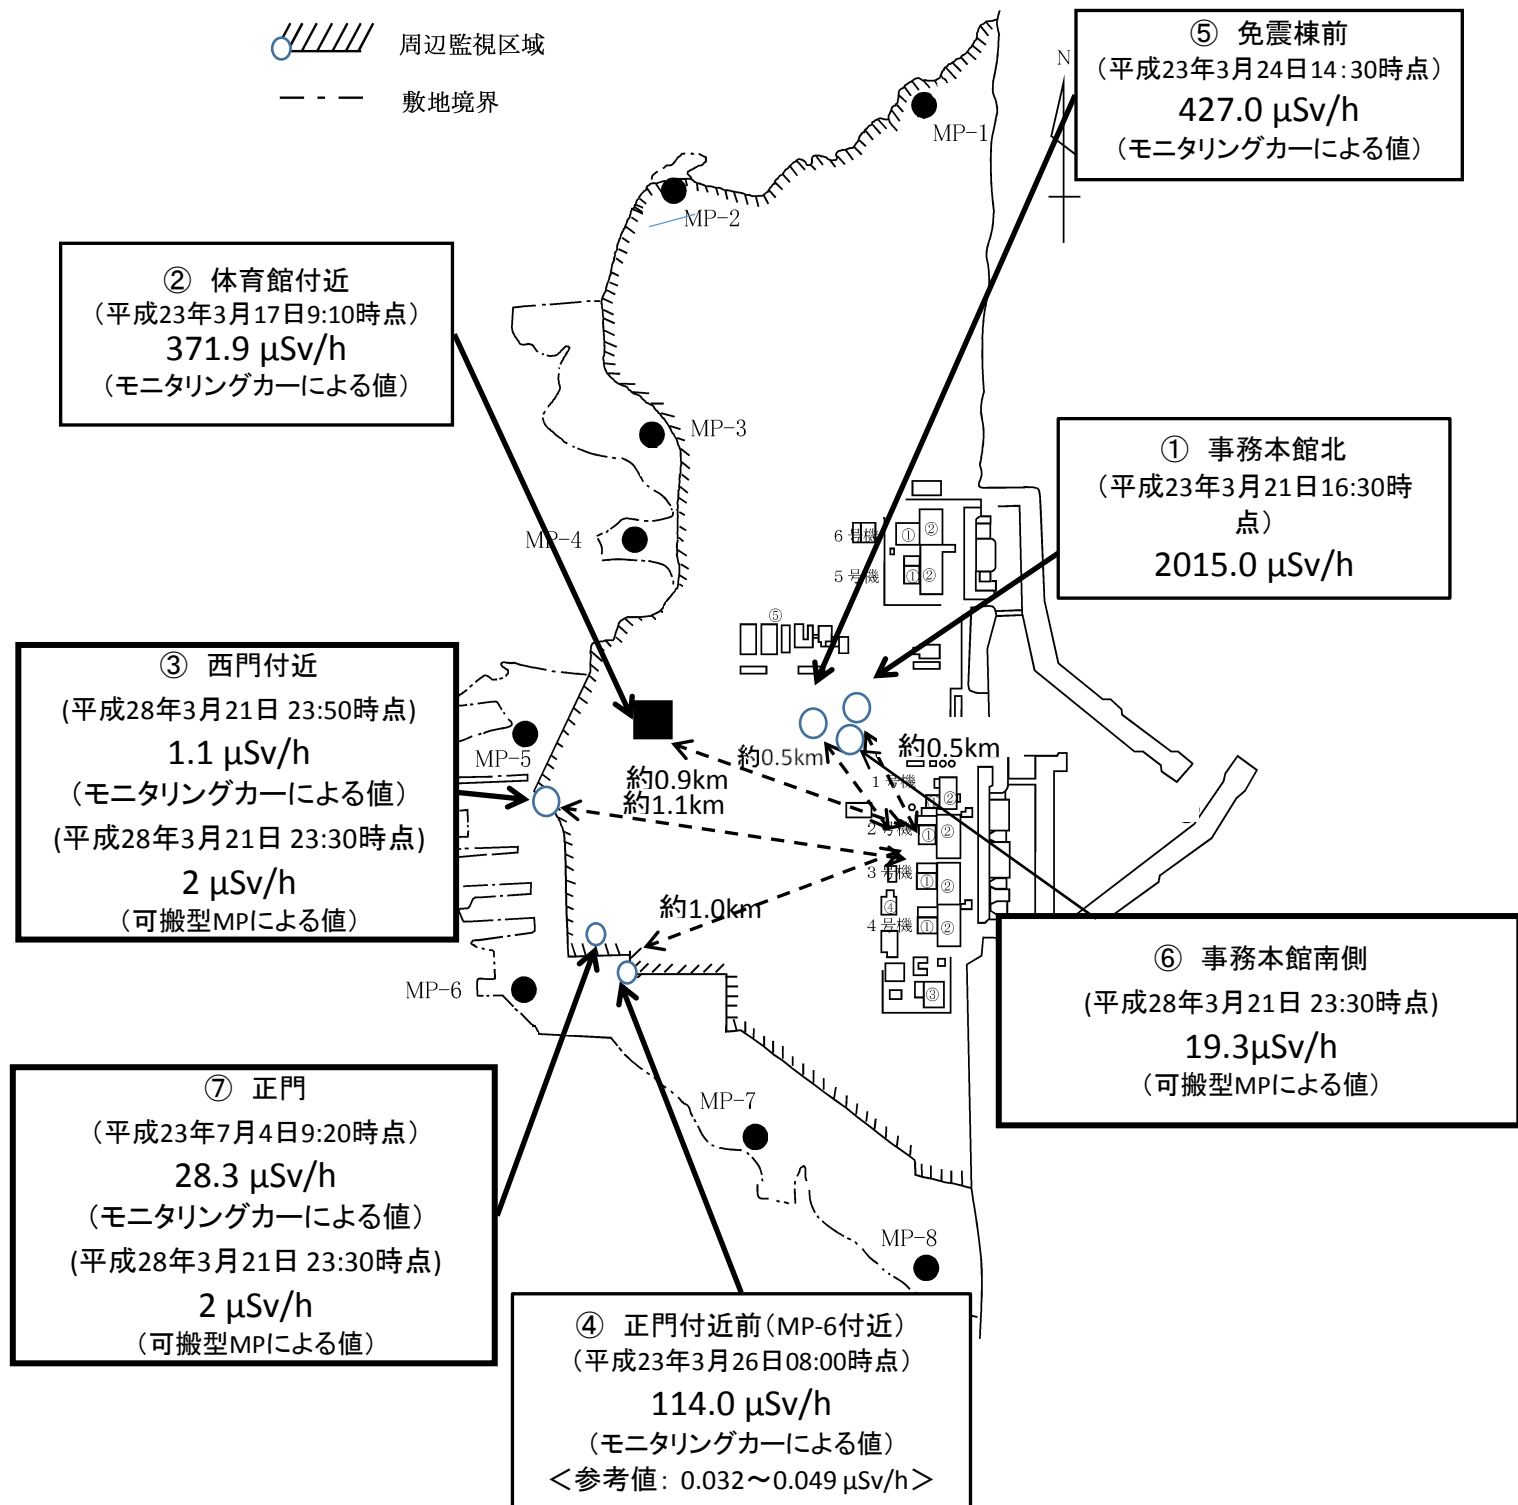 周辺監視区域
敷地境界
⑤ 免震棟前
（平成23年3月24日14:30時点）
427.0 µSv/h
（モニタリングカーによる値）
N
MP-1
MP-2
② 体育館付近
（平成23年3月17日9:10時点）
371.9 µSv/h
（モニタリングカーによる値）
MP-3
① 事務本館北
（平成23年3月21日16:30時
点）
2015.0 µSv/h
MP-4
6号機
①
②
5号機
①
②
⑤
③ 西門付近
(平成28年3月21日 23:50時点)
1.1 µSv/h
（モニタリングカーによる値）
(平成28年3月21日 23:30時点)
2 µSv/h
（可搬型MPによる値）
MP-5
約0.5km
約0.5km
約0.9km
約1.1km
1号機
①
②
2号機
①
②
3号機
①
②
約1.0km
④
4号機
①
②
③
MP-6
⑥ 事務本館南側
(平成28年3月21日 23:30時点)
19.3µSv/h
（可搬型MPによる値）
⑦ 正門
（平成23年7月4日9:20時点）
28.3 µSv/h
（モニタリングカーによる値）
(平成28年3月21日 23:30時点)
2 µSv/h
（可搬型MPによる値）
MP-7
MP-8
④ 正門付近前（MP-6付近）
（平成23年3月26日08:00時点）
114.0 µSv/h
（モニタリングカーによる値）
＜参考値：0.032～0.049 µSv/h＞